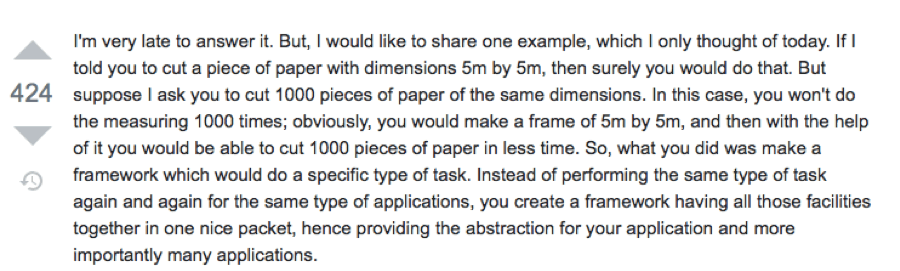 I'm very late to answer it. But, I would like to share one example, which I only thought of today. If I
told you to cut a piece of paper with dimensions 5m by 5m, then surely you would do that. But
424
suppose I ask you to cut 1000 pieces of paper of the same dimensions. In this case, you won't do
the measuring 1000 times; obviously, you would make a frame of 5m by 5m, and then with the help
of it you would be able to cut 1000 pieces of paper in less time. So, what you did was make a
framework which would do a specific type of task. Instead of performing the same type of task
again and again for the same type of applications, you create a framework having all those facilities
together in one nice packet, hence providing the abstraction for your application and more
importantly many applications.